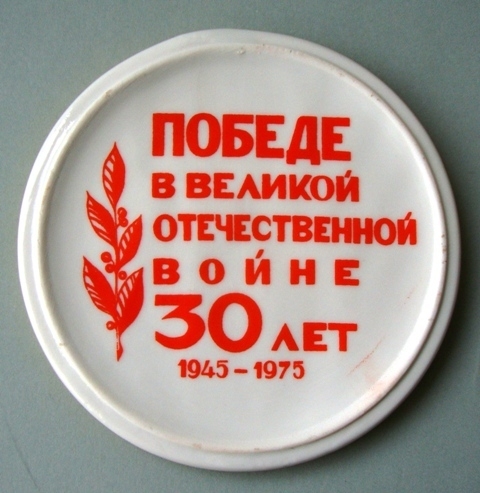 ПОБЕДЕ
В ВЕЛИКОЙ
ОТЕЧЕСТВЕННОЙ
ВОЙНЕ
30 ЛЕТ
1945-1975